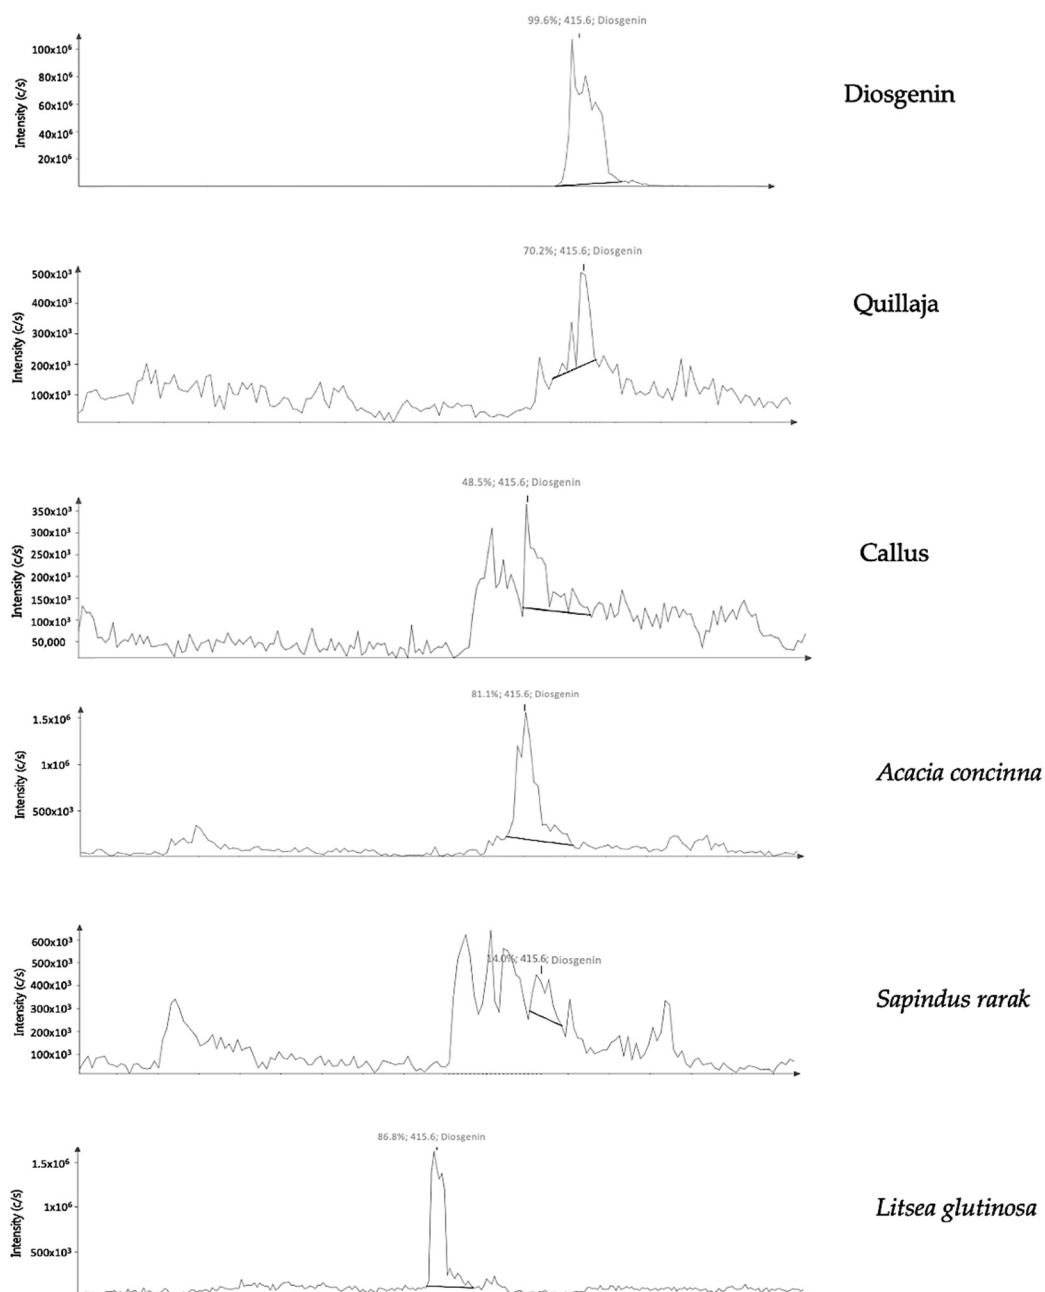 99.6%; 415.6; Diosgenin
Intensity (c/s)
100x10⁶
80x10⁶
60x10⁶
40x10⁶
20x10⁶
Diosgenin
70.2%; 415.6; Diosgenin
Intensity (c/s)
500x10³
400x10³
300x10³
200x10³
100x10³
Quillaja
48.5%; 415.6; Diosgenin
Intensity (c/s)
350x10³
300x10³
250x10³
200x10³
150x10³
100x10³
50,000
Callus
81.1%; 415.6; Diosgenin
Intensity (c/s)
1.5x10⁶
1x10⁶
500x10³
Acacia concinna
14.0%; 415.6; Diosgenin
Intensity (c/s)
600x10³
500x10³
400x10³
300x10³
200x10³
100x10³
Sapindus rarak
86.8%; 415.6; Diosgenin
Intensity (c/s)
1.5x10⁶
1x10⁶
500x10³
Litsea glutinosa